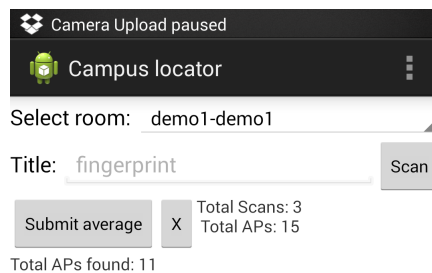 Camera Upload paused
Campus locator
Select room: demo1-demo1
Title: fingerprint Scan
Submit average X Total Scans: 3
Total APs: 15
Total APs found: 11